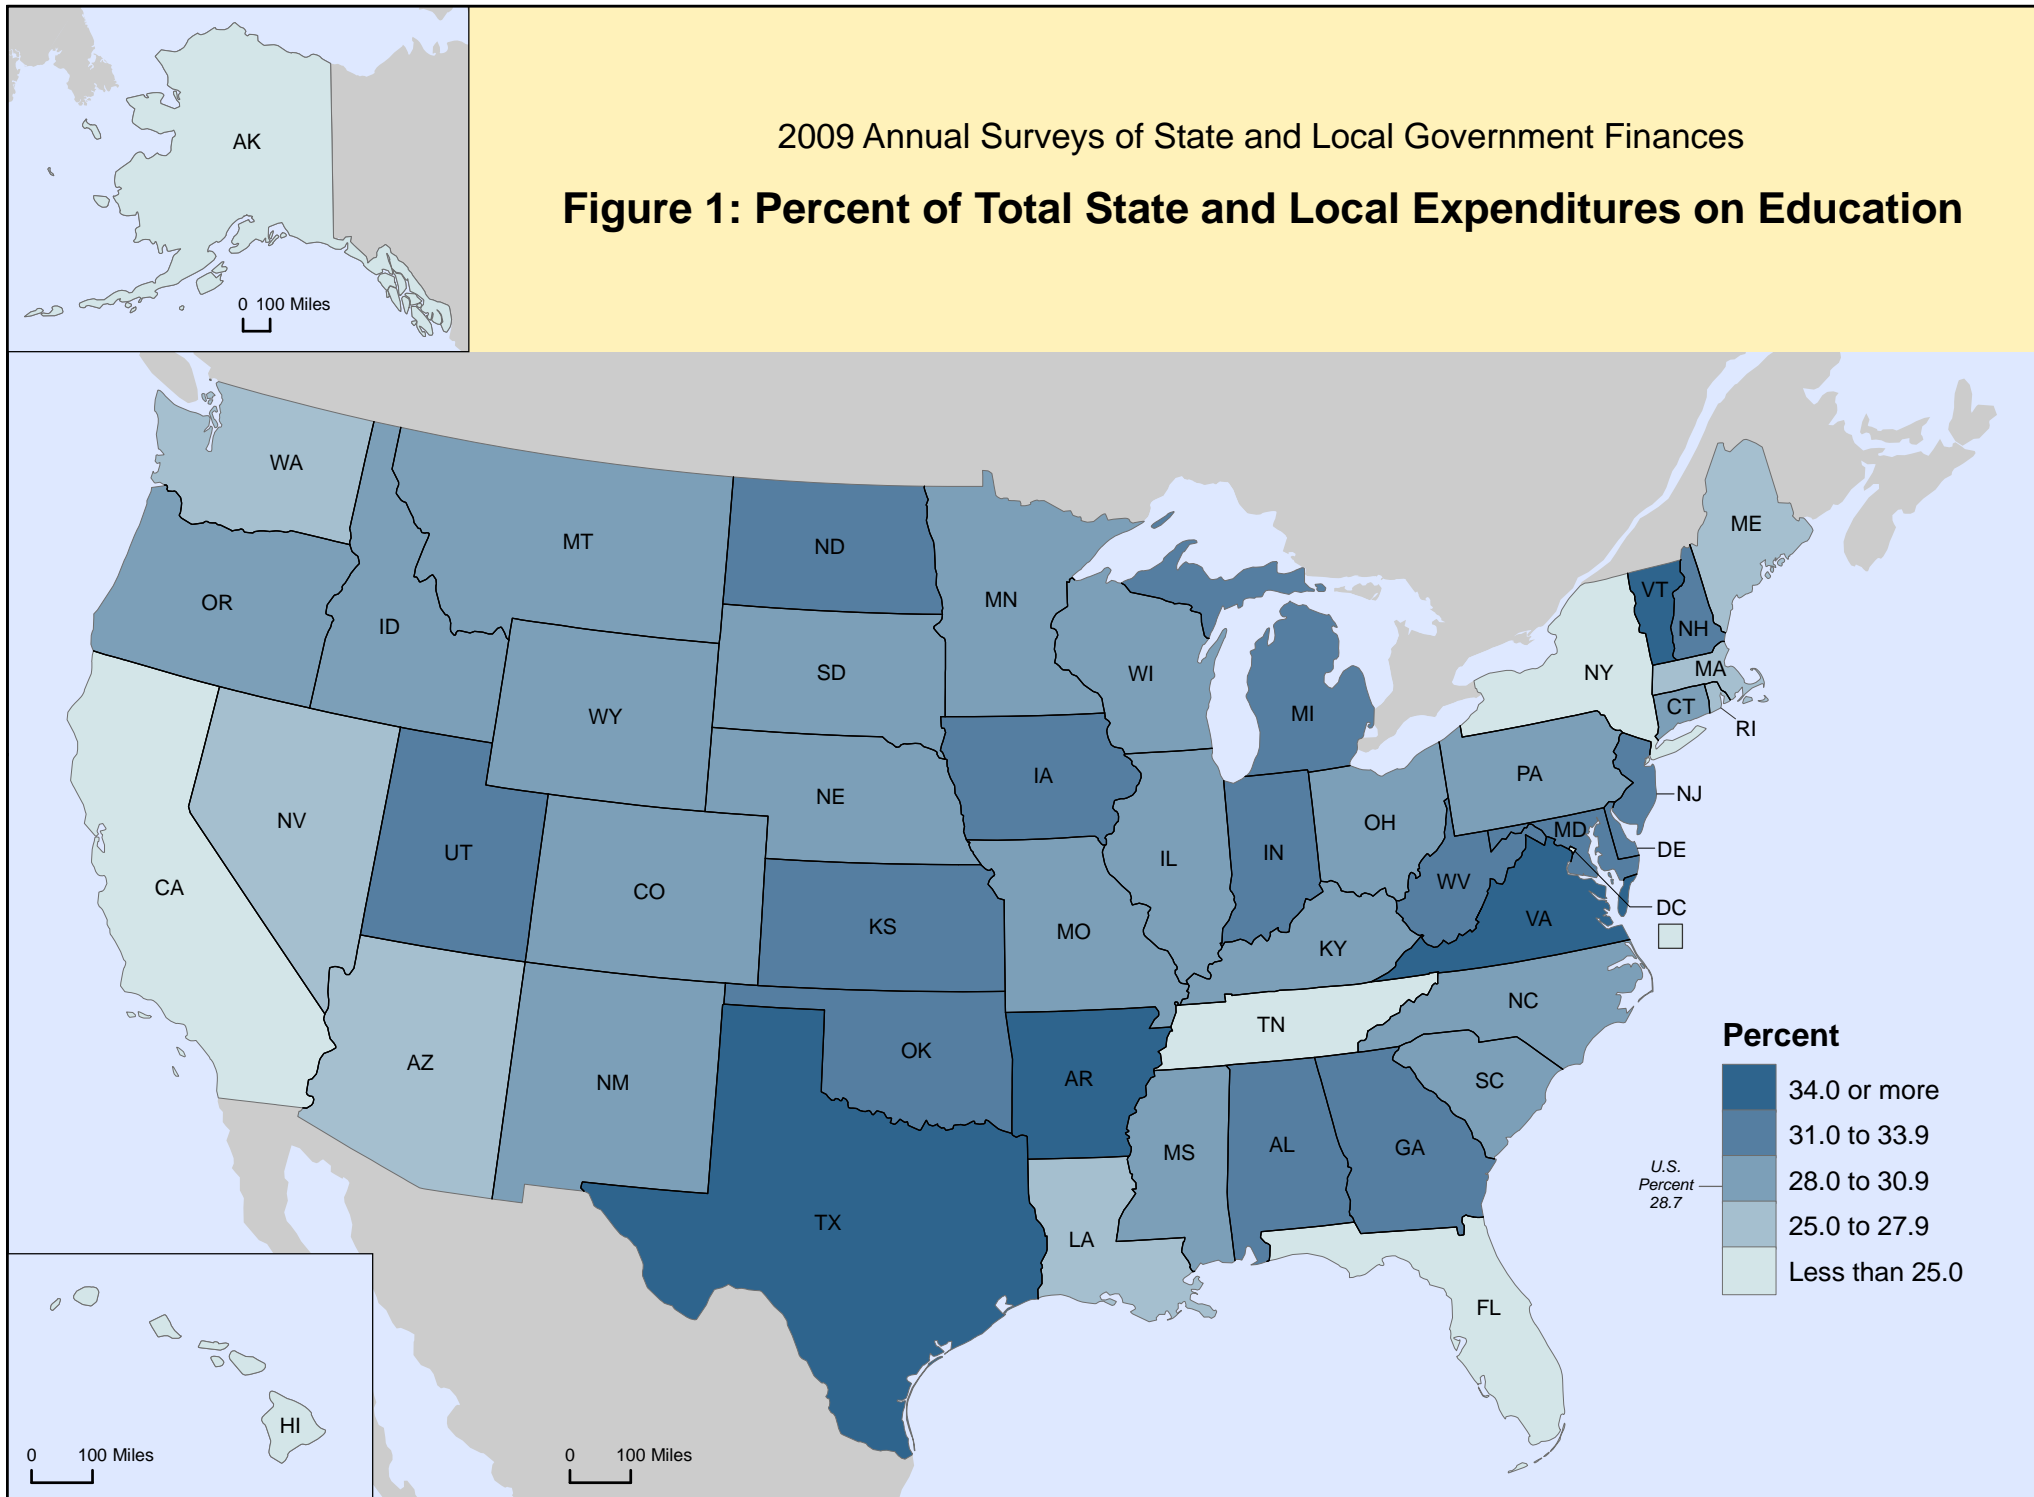 2009 Annual Surveys of State and Local Government Finances
Figure 1: Percent of Total State and Local Expenditures on Education
AK
0 100 Miles
WA
MT
ND
MN
ME
OR
ID
VT
NH
SD
WI
NY
MA
WY
MI
CT
RI
IA
PA
NE
NJ
NV
OH
MD
UT
IN
DE
IL
CA
CO
WV
DC
KS
MO
VA
KY
NC
AZ
OK
TN
NM
AR
SC
MS
AL
GA
TX
LA
FL
Percent
34.0 or more
31.0 to 33.9
28.0 to 30.9
25.0 to 27.9
Less than 25.0
U.S.
Percent
28.7
HI
0 100 Miles
0 100 Miles